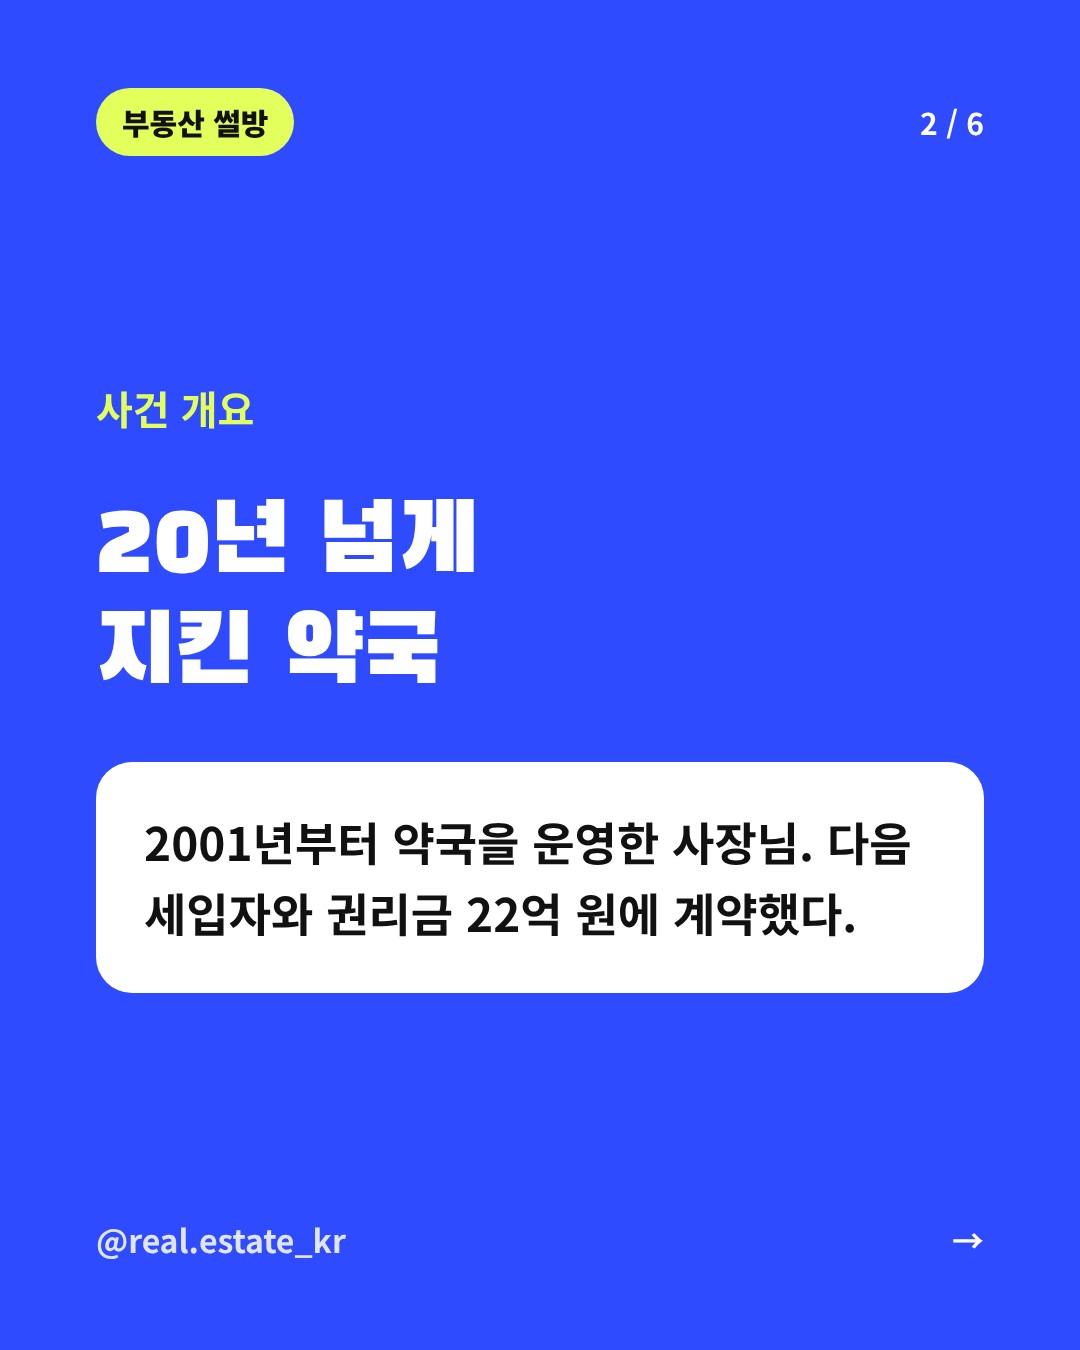 부동산 썰방
2 / 6
사건 개요
20년 넘게
지킨 약국
2001년부터 약국을 운영한 사장님. 다음
세입자와 권리금 22억 원에 계약했다.
@real.estate_kr
→